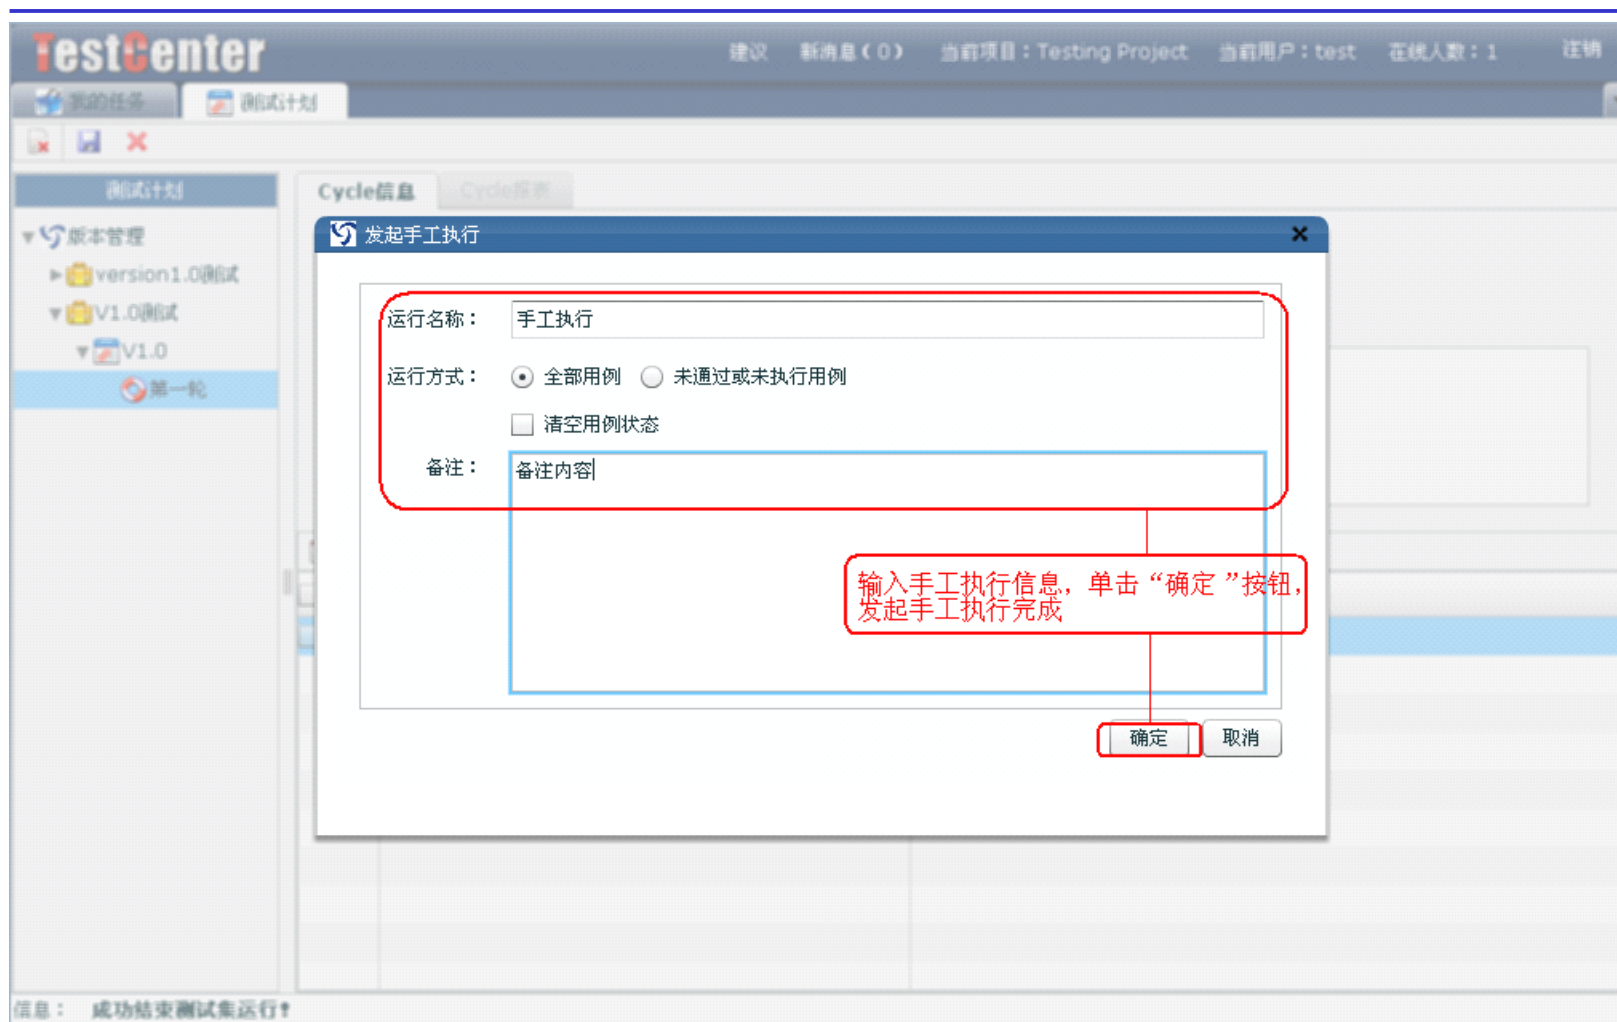 TestCenter
建议 新消息(0) 当前项目：Testing Project 当前用户：test 在线人数：1 注销
我的任务 测试计划
测试计划
Cycle信息 Cycle报表
版本管理
version1.0测试
V1.0测试
V1.0
第一轮
发起手工执行
运行名称： 手工执行
运行方式： 全部用例 未通过或未执行用例
清空用例状态
备注： 备注内容
输入手工执行信息，单击“确定”按钮，
发起手工执行完成
确定 取消
信息： 成功结束测试集运行!